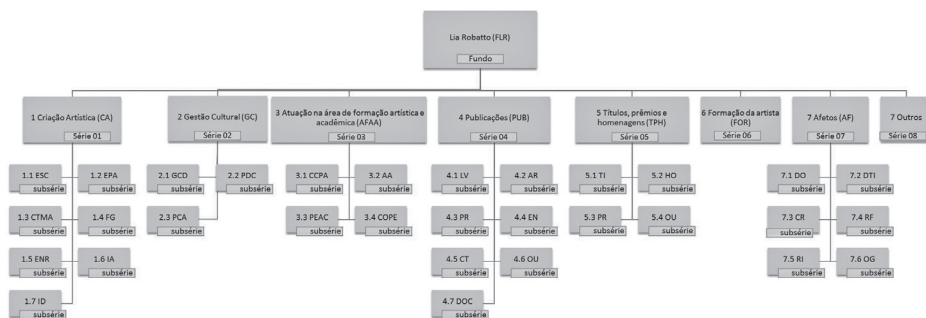 Lia Robatto (FLR)
Fundo
1 Criação Artística (CA)
Série 01
2 Gestão Cultural (GC)
Série 02
3 Atuação na área de formação artística e
acadêmica (AFAA)
Série 03
4 Publicações (PUB)
Série 04
5 Títulos, prêmios e
homenagens (TPH)
Série 05
6 Formação da artista
(FOR)
Série 06
7 Afetos (AF)
Série 07
7 Outros
Série 08
1.1 ESC
subsérie
1.2 EPA
subsérie
1.3 CTMA
subsérie
1.4 FG
subsérie
1.5 ENR
subsérie
1.6 IA
subsérie
1.7 ID
subsérie
2.1 GCD
subsérie
2.2 PDC
subsérie
2.3 PCA
subsérie
3.1 CCPA
subsérie
3.2 AA
subsérie
3.3 PEAC
subsérie
3.4 COPE
subsérie
4.1 LV
subsérie
4.2 AR
subsérie
4.3 PR
subsérie
4.4 EN
subsérie
4.5 CT
subsérie
4.6 OU
subsérie
4.7 DOC
subsérie
5.1 TI
subsérie
5.2 HO
subsérie
5.3 PR
subsérie
5.4 OU
subsérie
7.1 DO
subsérie
7.2 DTI
subsérie
7.3 CR
subsérie
7.4 RF
subsérie
7.5 RI
subsérie
7.6 OG
subsérie